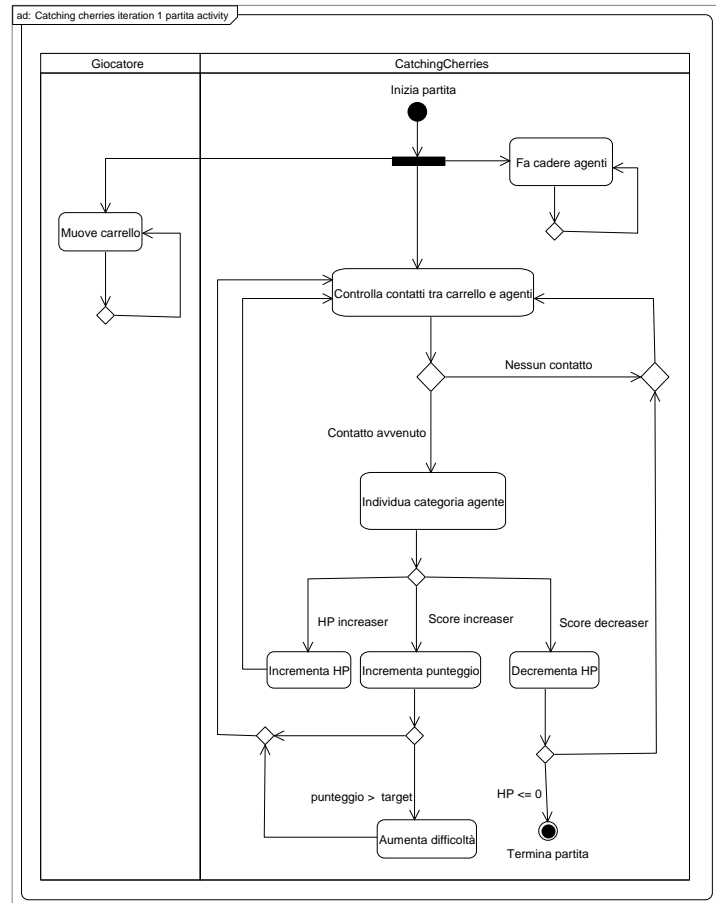 ad: Catching cherries iteration 1 partita activity
Giocatore
CatchingCherries
Inizia partita
Fa cadere agenti
Muove carrello
Controlla contatti tra carrello e agenti
Nessun contatto
Contatto avvenuto
Individua categoria agente
HP increaser
Score increaser
Score decreaser
Incrementa HP
Incrementa punteggio
Decrementa HP
punteggio > target
HP <= 0
Aumenta difficoltà
Termina partita